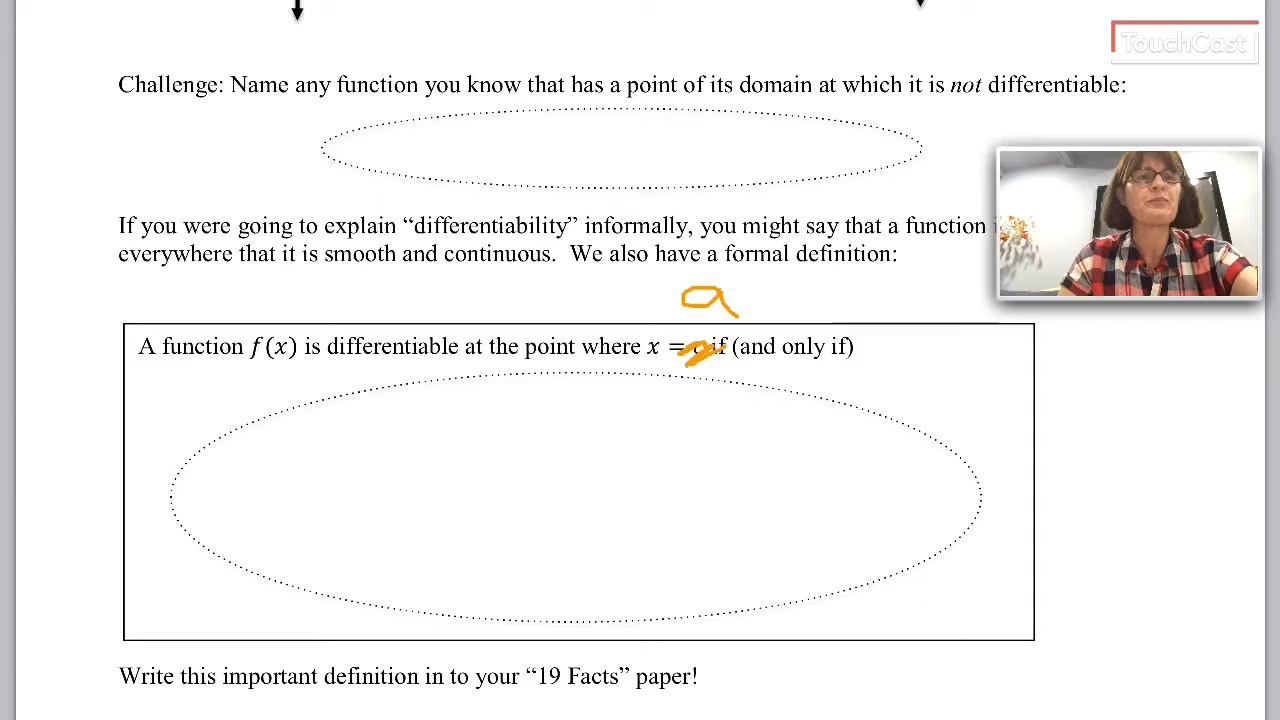 TouchCast
Challenge: Name any function you know that has a point of its domain at which it is not differentiable:
If you were going to explain “differentiability” informally, you might say that a function
everywhere that it is smooth and continuous. We also have a formal definition:
a
A function f(x) is differentiable at the point where x = if (and only if)
Write this important definition in to your “19 Facts” paper!